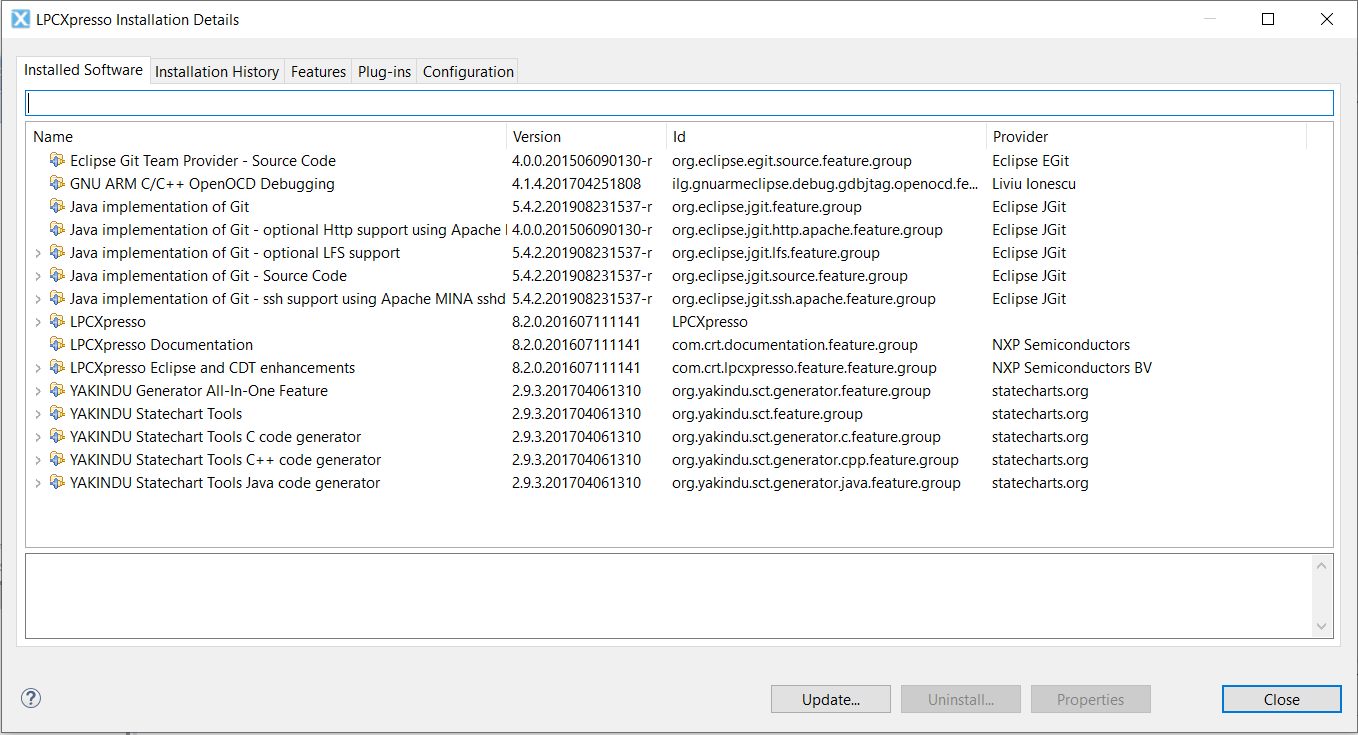 LPCXpresso Installation Details
Installed Software Installation History Features Plug-ins Configuration
Name Version Id Provider
Eclipse Git Team Provider - Source Code 4.0.0.201506090130-r org.eclipse.egit.source.feature.group Eclipse EGit
GNU ARM C/C++ OpenOCD Debugging 4.1.4.201704251808 ilg.gnuarmeclipse.debug.gdbjtag.openocd.fe... Liviu Ionescu
Java implementation of Git 5.4.2.201908231537-r org.eclipse.jgit.feature.group Eclipse JGit
Java implementation of Git - optional Http support using Apache 4.0.0.201506090130-r org.eclipse.jgit.http.apache.feature.group Eclipse JGit
Java implementation of Git - optional LFS support 5.4.2.201908231537-r org.eclipse.jgit.lfs.feature.group Eclipse JGit
Java implementation of Git - Source Code 5.4.2.201908231537-r org.eclipse.jgit.source.feature.group Eclipse JGit
Java implementation of Git - ssh support using Apache MINA sshd 5.4.2.201908231537-r org.eclipse.jgit.ssh.apache.feature.group Eclipse JGit
LPCXpresso 8.2.0.201607111141 LPCXpresso
LPCXpresso Documentation 8.2.0.201607111141 com.crt.documentation.feature.group NXP Semiconductors
LPCXpresso Eclipse and CDT enhancements 8.2.0.201607111141 com.crt.lpcxpresso.feature.feature.group NXP Semiconductors BV
YAKINDU Generator All-In-One Feature 2.9.3.201704061310 org.yakindu.sct.generator.feature.group statecharts.org
YAKINDU Statechart Tools 2.9.3.201704061310 org.yakindu.sct.feature.group statecharts.org
YAKINDU Statechart Tools C code generator 2.9.3.201704061310 org.yakindu.sct.generator.c.feature.group statecharts.org
YAKINDU Statechart Tools C++ code generator 2.9.3.201704061310 org.yakindu.sct.generator.cpp.feature.group statecharts.org
YAKINDU Statechart Tools Java code generator 2.9.3.201704061310 org.yakindu.sct.generator.java.feature.group statecharts.org
? Update... Uninstall... Properties Close